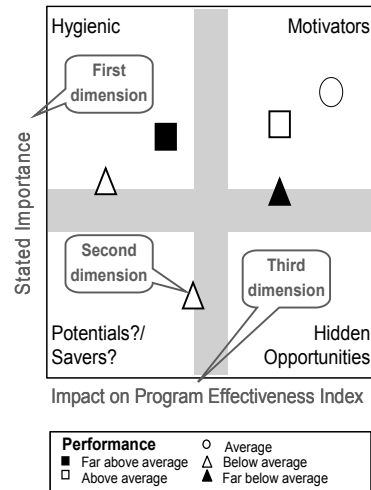 Hygienic Motivators
First
dimension
Stated Importance
Second
dimension
Third
dimension
Potentials?/
Savers?
Hidden
Opportunities
Impact on Program Effectiveness Index
Performance
Far above average
Above average
Average
Below average
Far below average